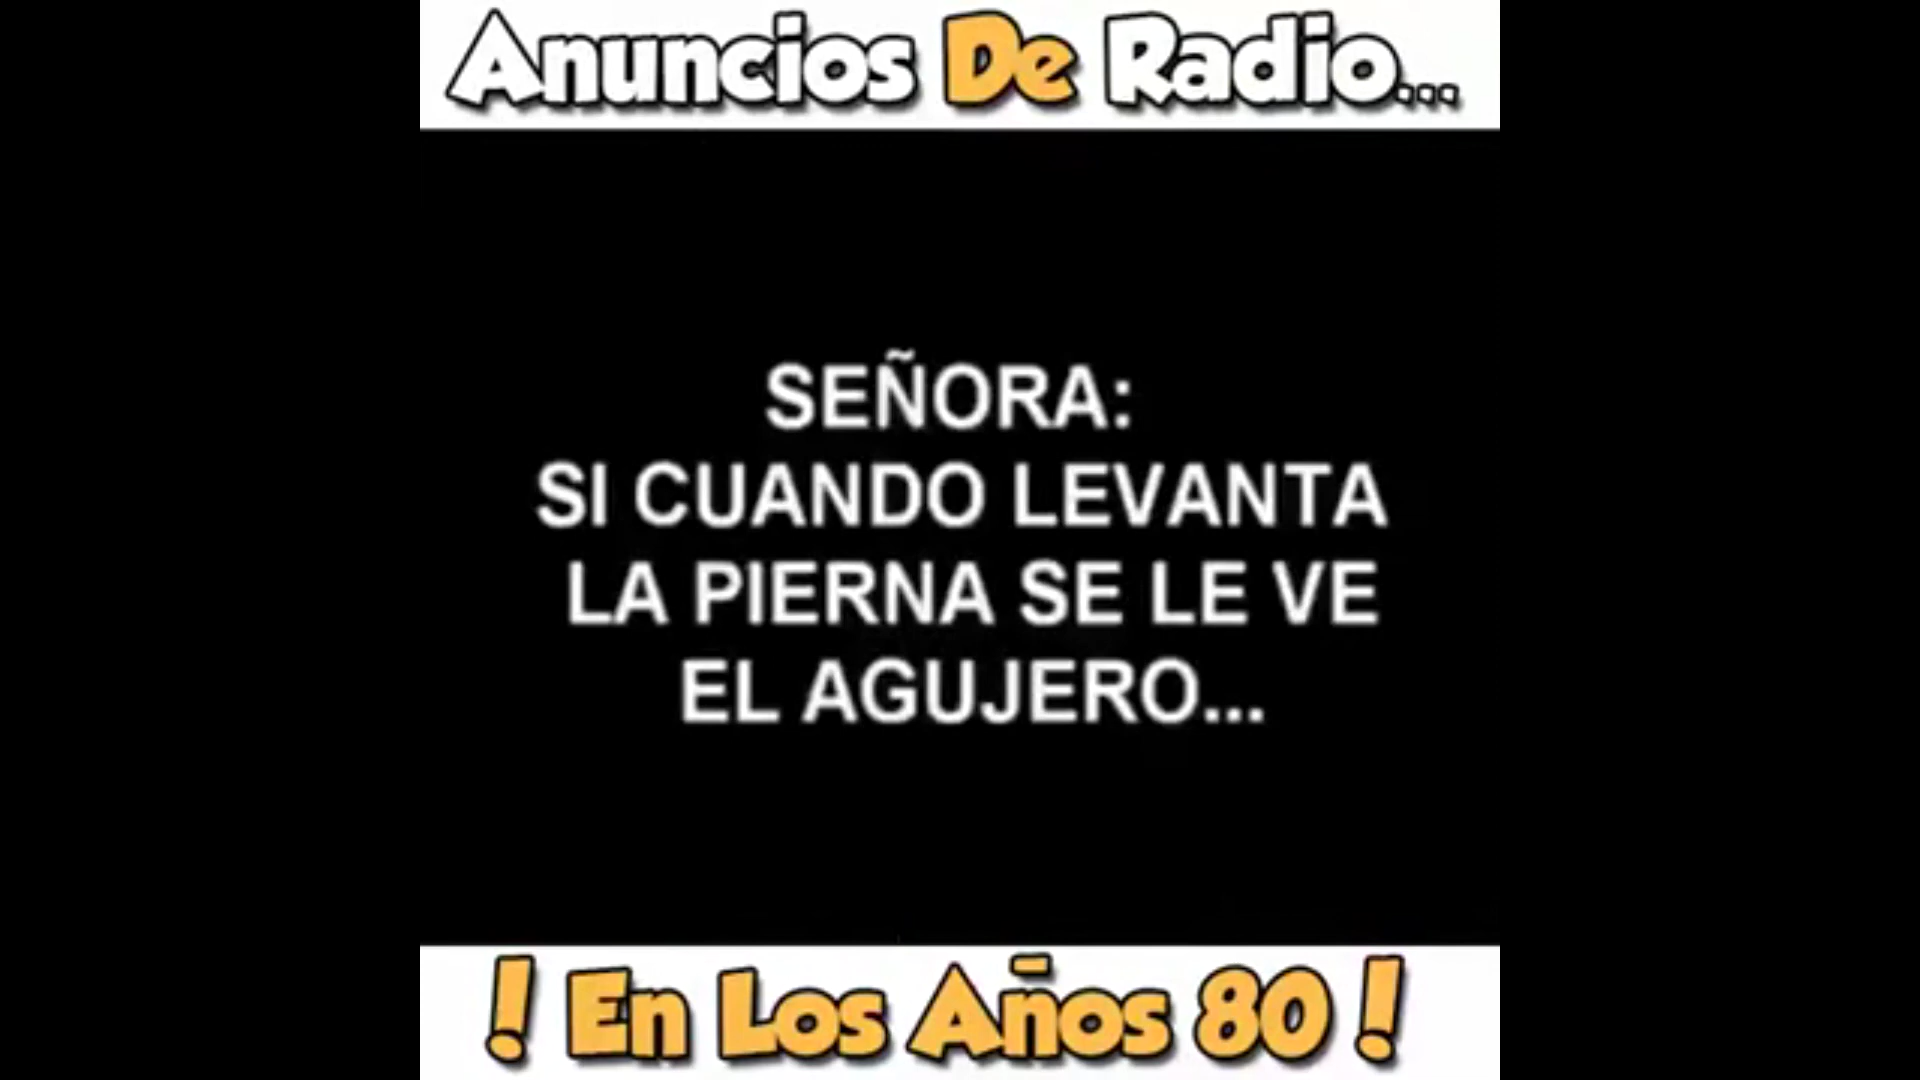 Anuncios De Radio...
SEÑORA:
SI CUANDO LEVANTA
LA PIERNA SE LE VE
EL AGUJERO...
! En Los Años 80 !